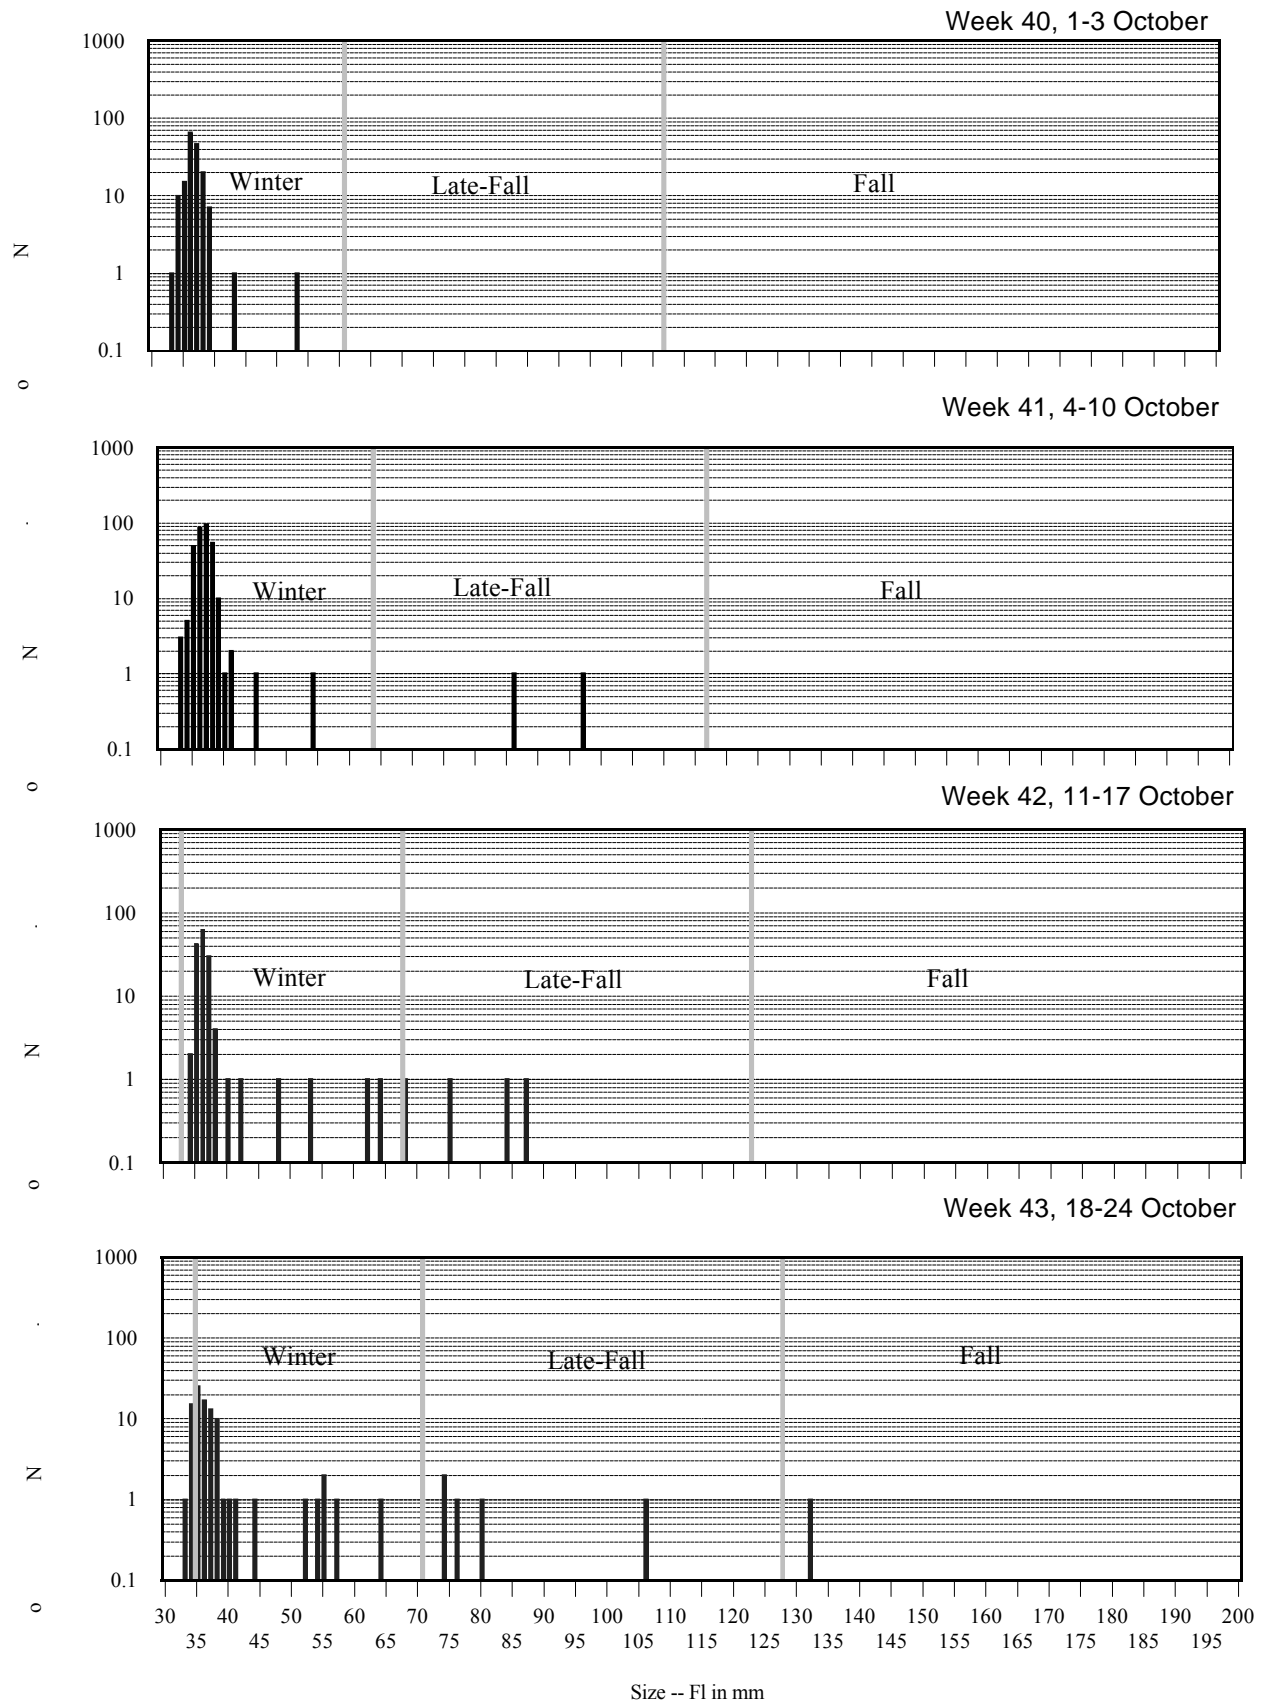 Week 40, 1-3 October
1000
100
10
1
0.1
Winter
Late-Fall
Fall
N
o
.
Week 41, 4-10 October
1000
100
10
1
0.1
Winter
Late-Fall
Fall
N
o
.
Week 42, 11-17 October
1000
100
10
1
0.1
Winter
Late-Fall
Fall
N
o
.
Week 43, 18-24 October
1000
100
10
1
0.1
Winter
Late-Fall
Fall
N
o
30 40 50 60 70 80 90 100 110 120 130 140 150 160 170 180 190 200
35 45 55 65 75 85 95 105 115 125 135 145 155 165 175 185 195
Size -- Fl in mm